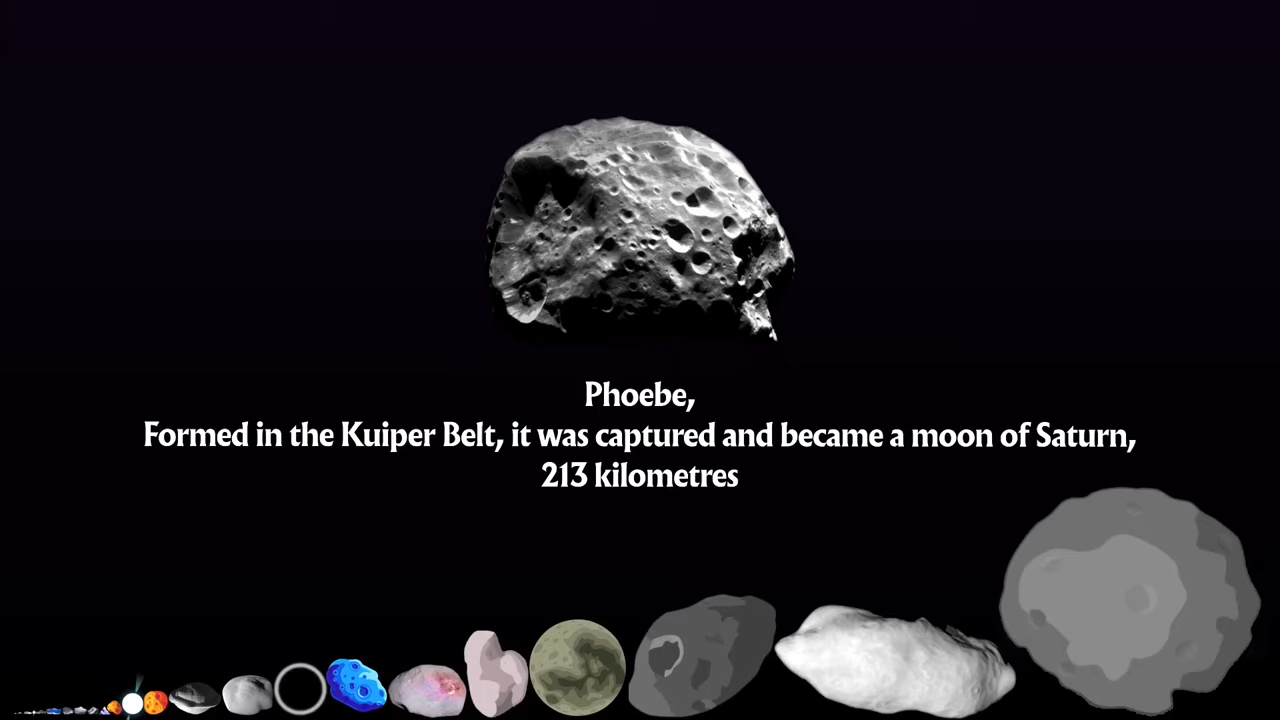 Phoebe,
Formed in the Kuiper Belt, it was captured and became a moon of Saturn,
213 kilometres